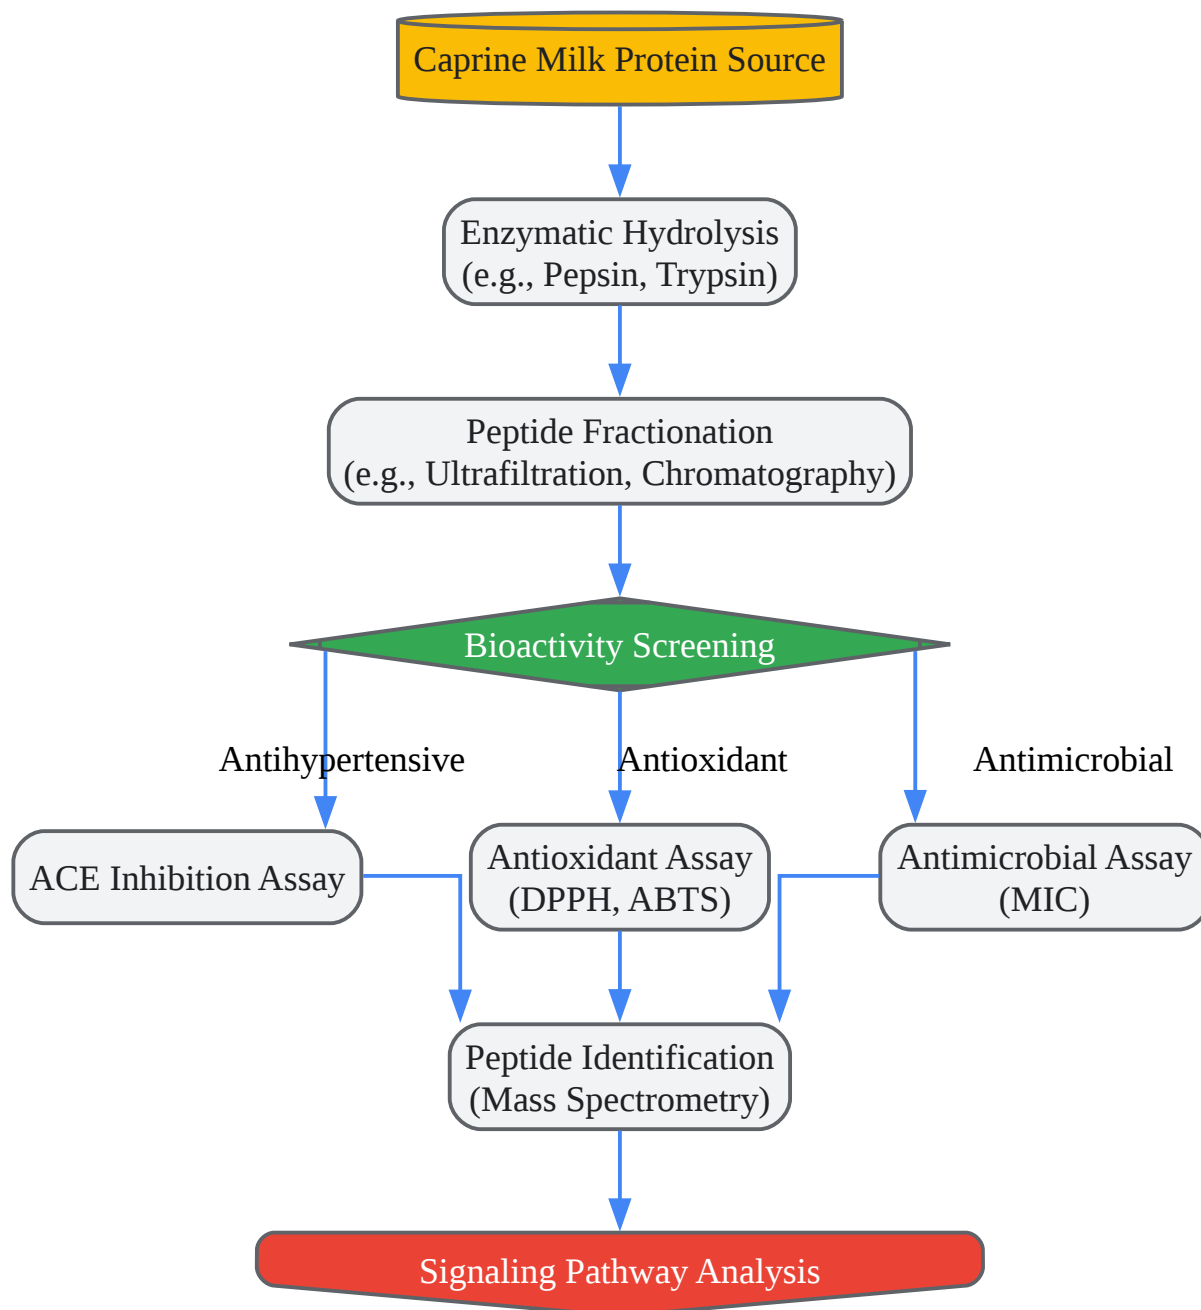 Caprine Milk Protein Source
Enzymatic Hydrolysis
(e.g., Pepsin, Trypsin)
Peptide Fractionation
(e.g., Ultrafiltration, Chromatography)
Bioactivity Screening
Antihypertensive
Antioxidant
Antimicrobial
ACE Inhibition Assay
Antioxidant Assay
(DPPH, ABTS)
Antimicrobial Assay
(MIC)
Peptide Identification
(Mass Spectrometry)
Signaling Pathway Analysis